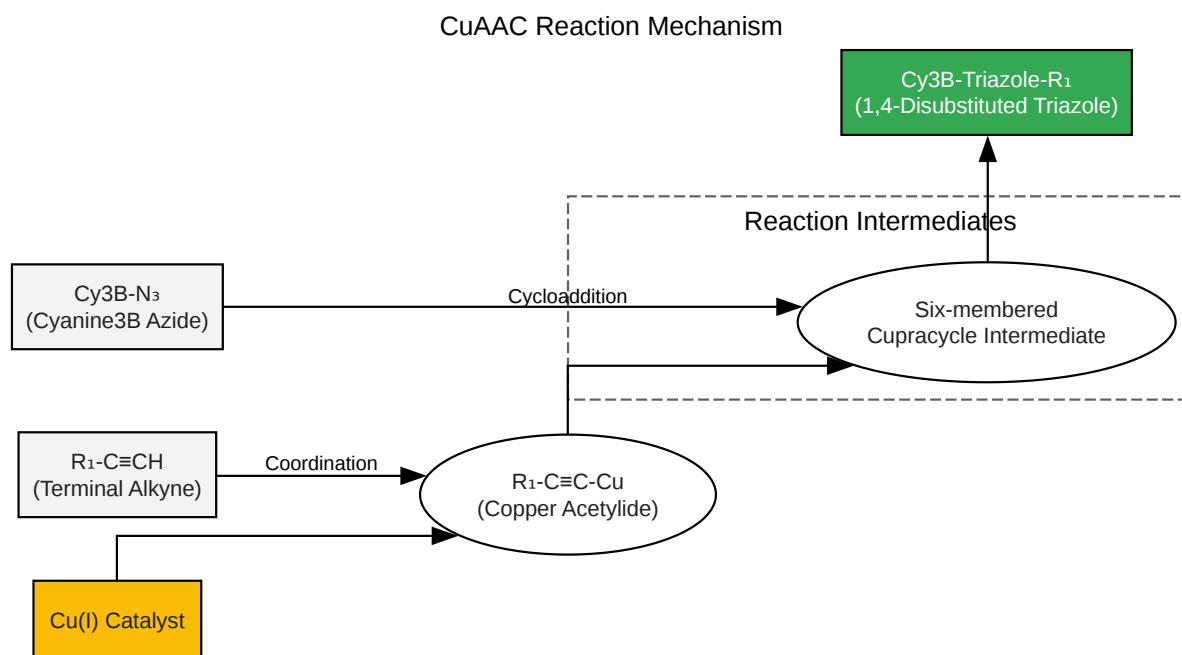 CuAAC Reaction Mechanism
Cy3B-Triazole-R₁
(1,4-Disubstituted Triazole)
Reaction Intermediates
Cy3B-N₃
(Cyanine3B Azide)
Cycloaddition
Six-membered
Cupracycle Intermediate
R₁-C≡CH
(Terminal Alkyne)
Coordination
R₁-C≡C-Cu
(Copper Acetylide)
Cu(I) Catalyst